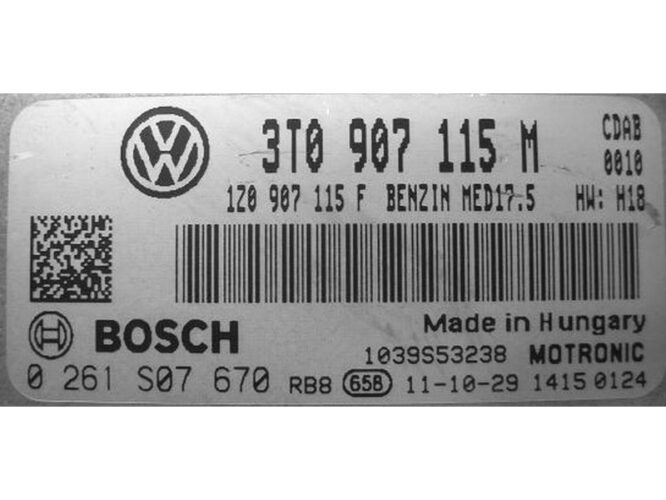 3T0 907 115 M CDAB
0010
1Z0 907 115 F BENZIN MED17.5 HW: H18
BOSCH
Made in Hungary
1039S53238 MOTRONIC
0 261 S07 670 RB8 658 11-10-29 1415 0124